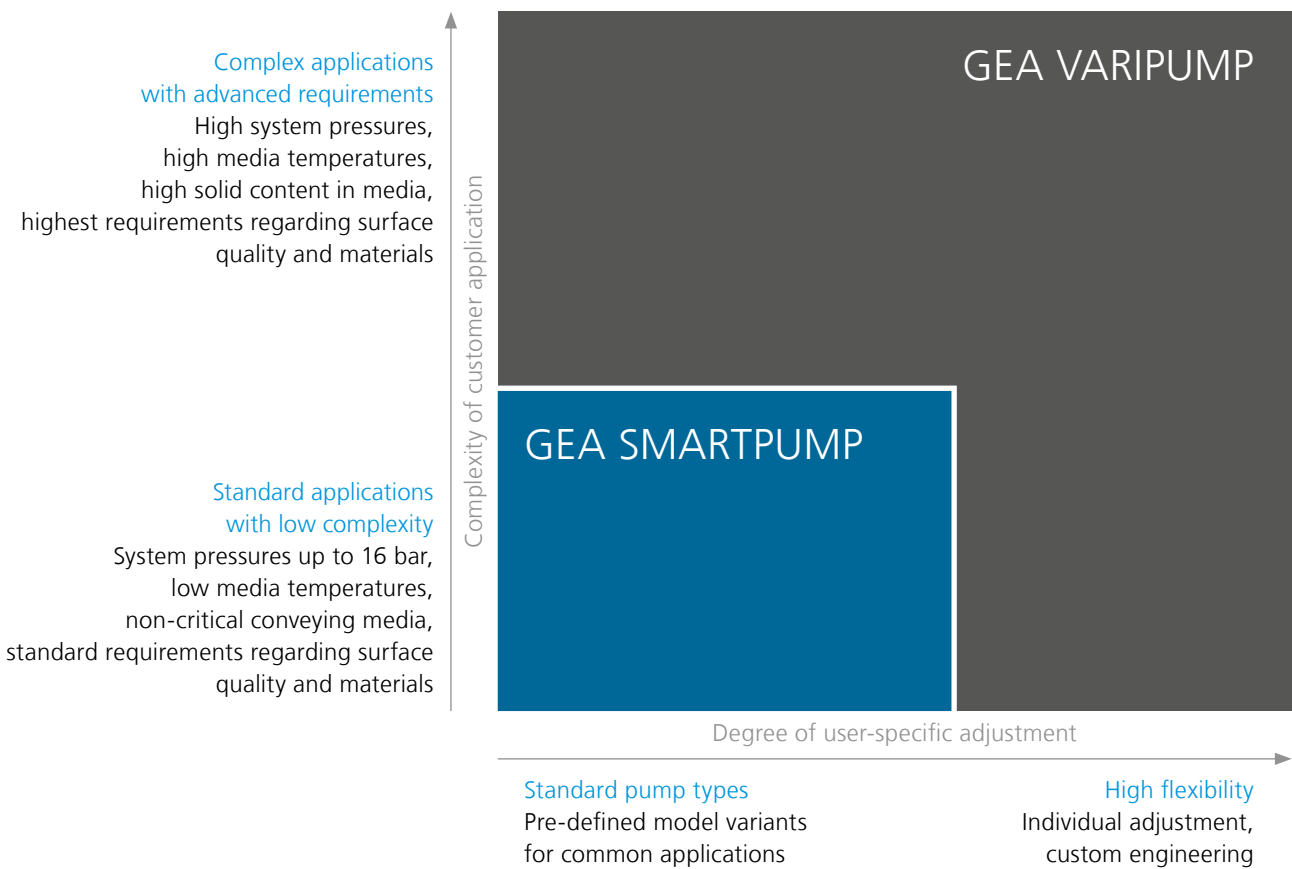 Complex applications
with advanced requirements
High system pressures,
high media temperatures,
high solid content in media,
highest requirements regarding surface
quality and materials
Standard applications
with low complexity
System pressures up to 16 bar,
low media temperatures,
non-critical conveying media,
standard requirements regarding surface
quality and materials
Complexity of customer application
GEA VARIPUMP
GEA SMARTPUMP
Degree of user-specific adjustment
Standard pump types
Pre-defined model variants
for common applications
High flexibility
Individual adjustment,
custom engineering